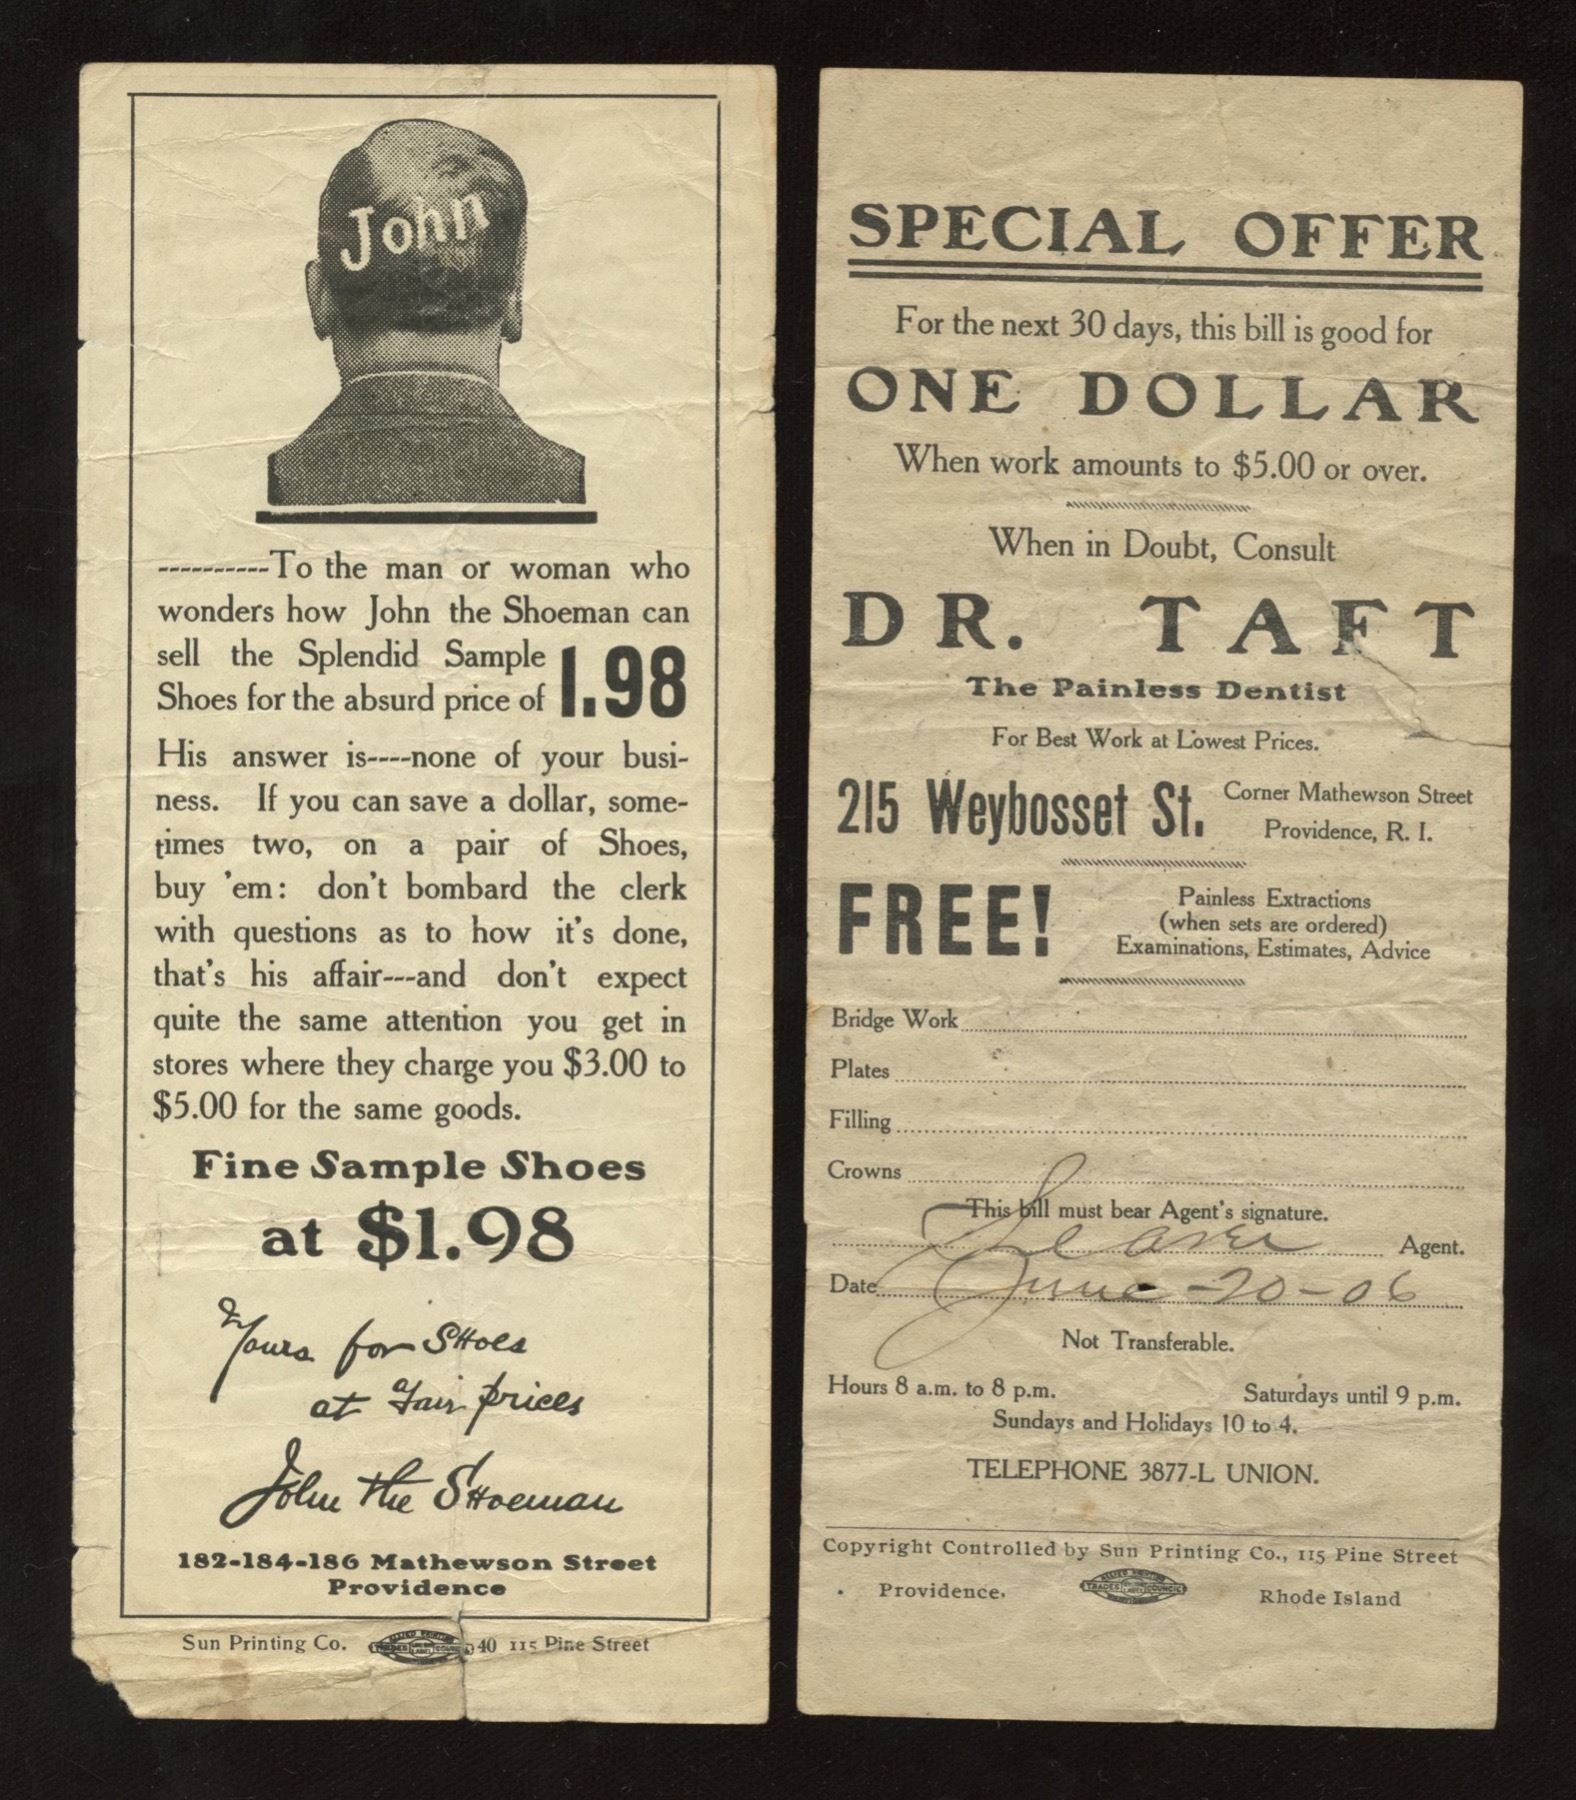 John
----------To the man or woman who
wonders how John the Shoeman can
sell the Splendid Sample
Shoes for the absurd price of 1.98
His answer is----none of your busi-
ness. If you can save a dollar, some-
times two, on a pair of Shoes,
buy 'em: don't bombard the clerk
with questions as to how it's done,
that's his affair---and don't expect
quite the same attention you get in
stores where they charge you $3.00 to
$5.00 for the same goods.
Fine Sample Shoes
at $1.98
Yours for SHoes
at Fair prices
John the SHoeman
182-184-186 Mathewson Street
Providence
Sun Printing Co. 40 115 Pine Street
SPECIAL OFFER
For the next 30 days, this bill is good for
ONE DOLLAR
When work amounts to $5.00 or over.
When in Doubt, Consult
DR. TAFT
The Painless Dentist
For Best Work at Lowest Prices.
215 Weybosset St. Corner Mathewson Street
Providence, R. I.
FREE! Painless Extractions
(when sets are ordered)
Examinations, Estimates, Advice
Bridge Work
Plates
Filling
Crowns
This bill must bear Agent's signature.
Agent.
Date June-20-06
Not Transferable.
Hours 8 a.m. to 8 p.m. Saturdays until 9 p.m.
Sundays and Holidays 10 to 4.
TELEPHONE 3877-L UNION.
Copyright Controlled by Sun Printing Co., 115 Pine Street
Providence. ALLIED PRINTING TRADES UNION LABEL COUNCIL Rhode Island